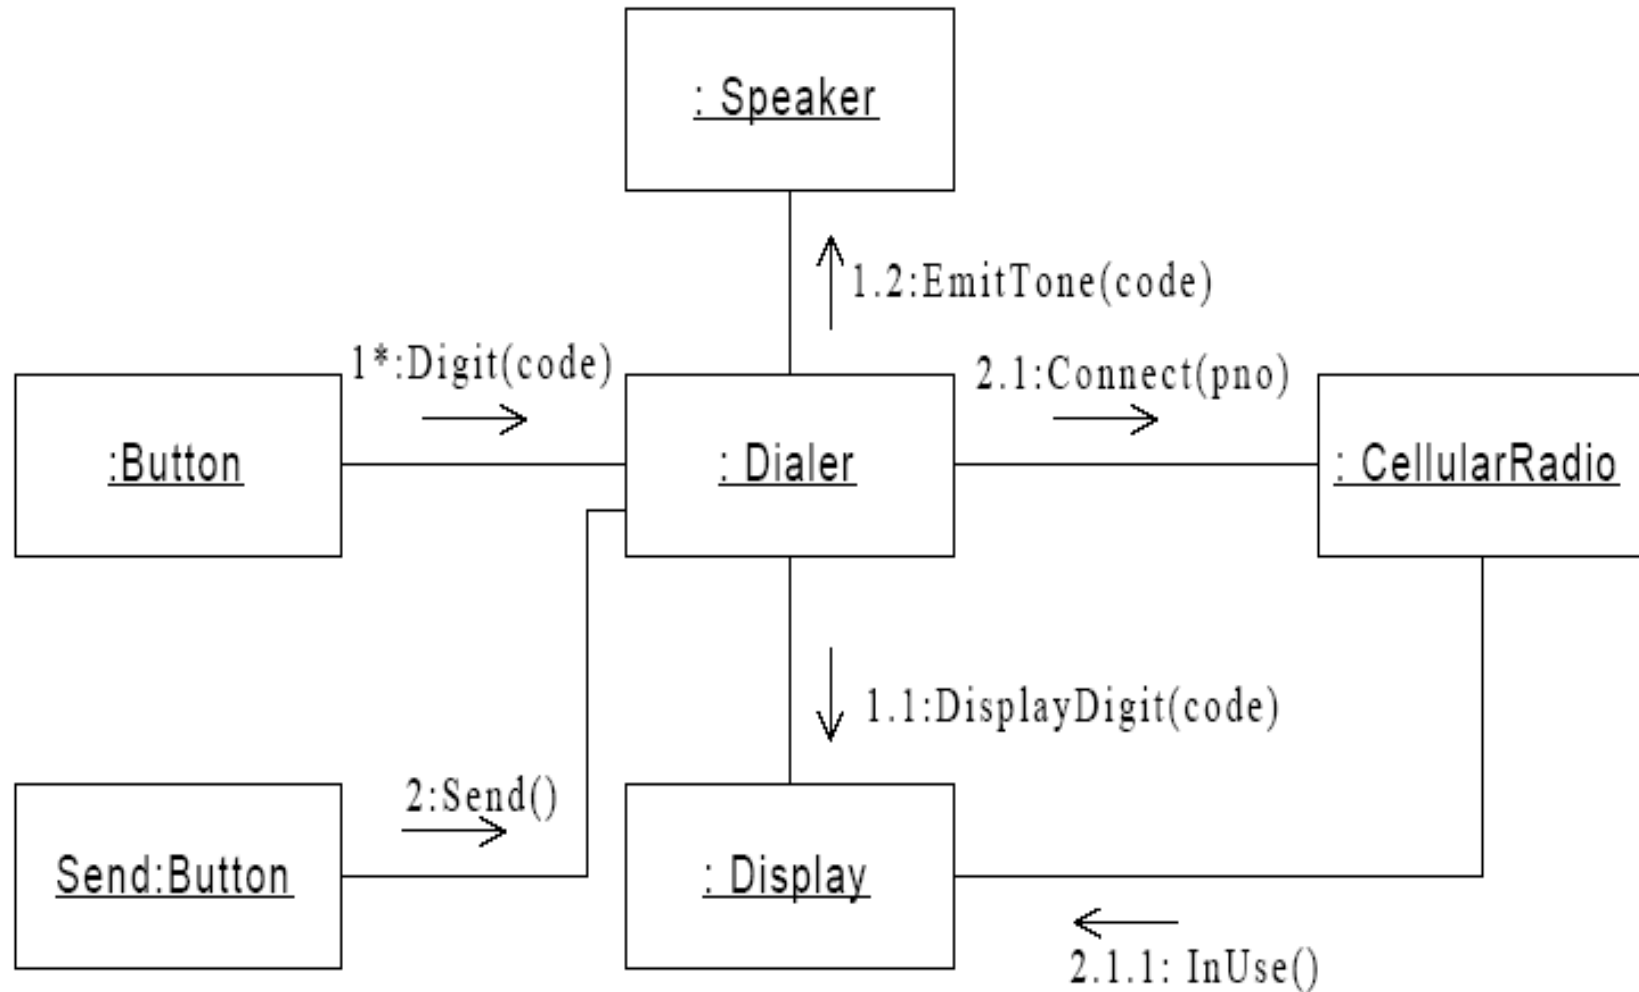 : Speaker
1.2:EmitTone(code)
1*:Digit(code)
2.1:Connect(pno)
:Button
: Dialer
: CellularRadio
1.1:DisplayDigit(code)
2:Send()
Send:Button
: Display
2.1.1: InUse()